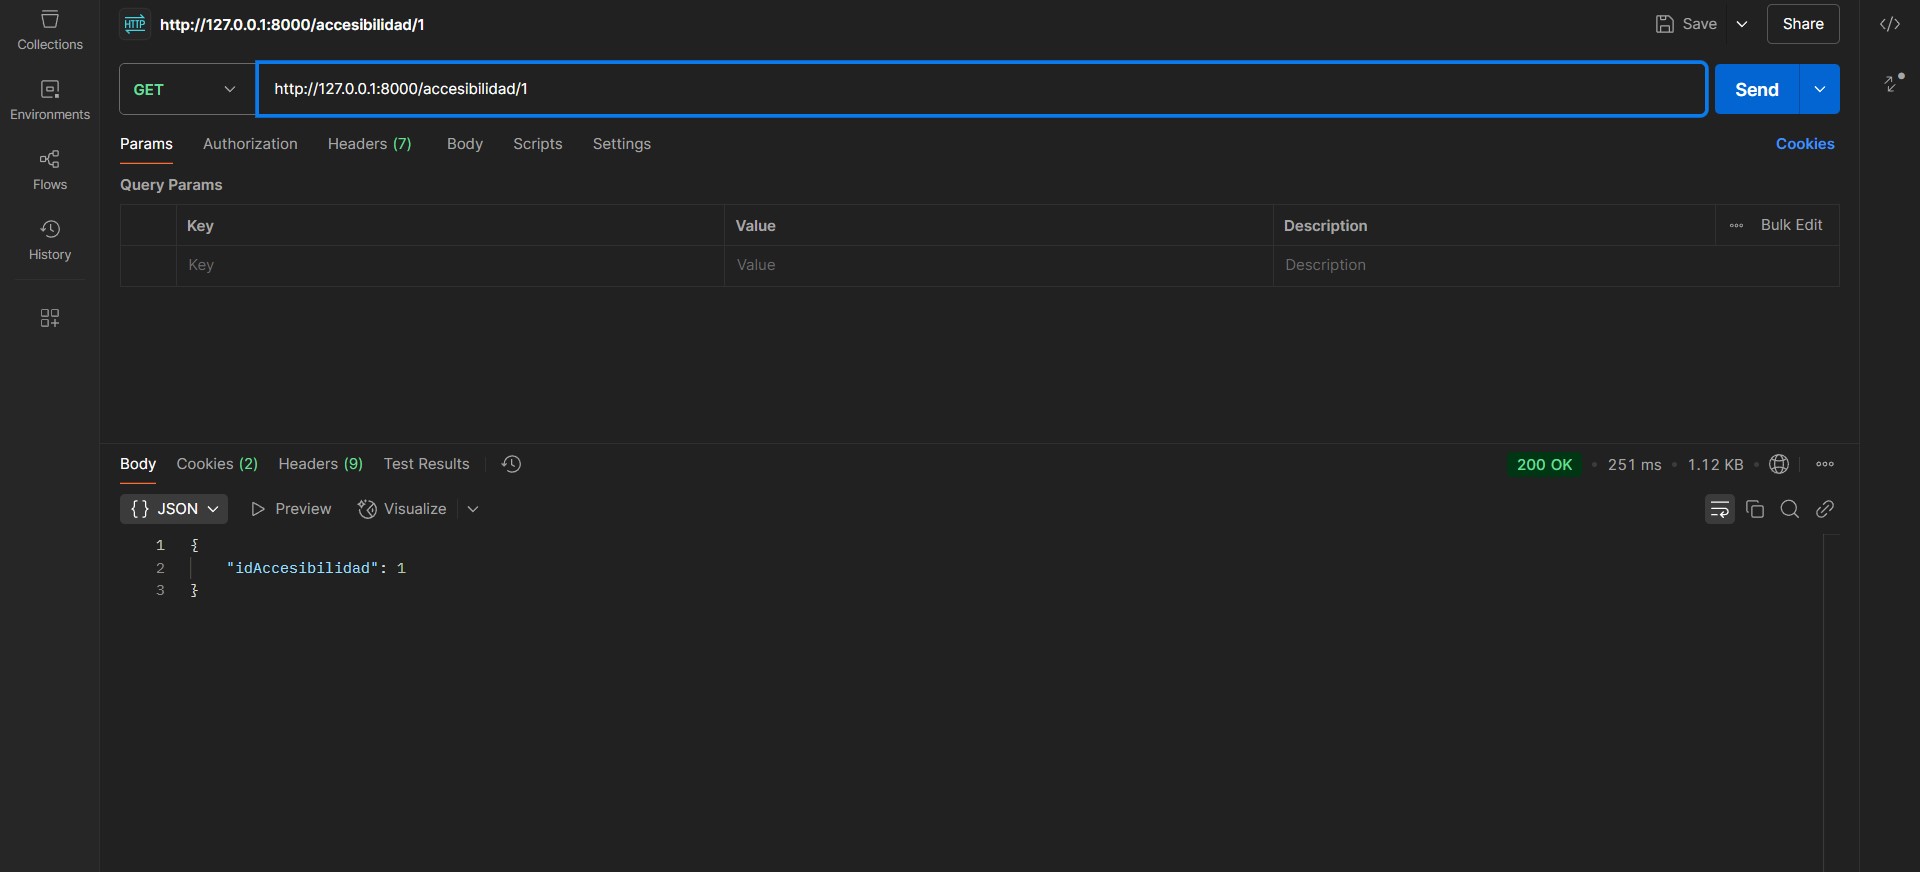 Collections
Environments
Flows
History
HTTP http://127.0.0.1:8000/accesibilidad/1
Save
Share
GET http://127.0.0.1:8000/accesibilidad/1 Send
Params Authorization Headers (7) Body Scripts Settings Cookies
Query Params
Key Value Description Bulk Edit
Key Value Description
Body Cookies (2) Headers (9) Test Results 200 OK • 251 ms • 1.12 KB •
{} JSON Preview Visualize
1 {
2 "idAccesibilidad": 1
3 }